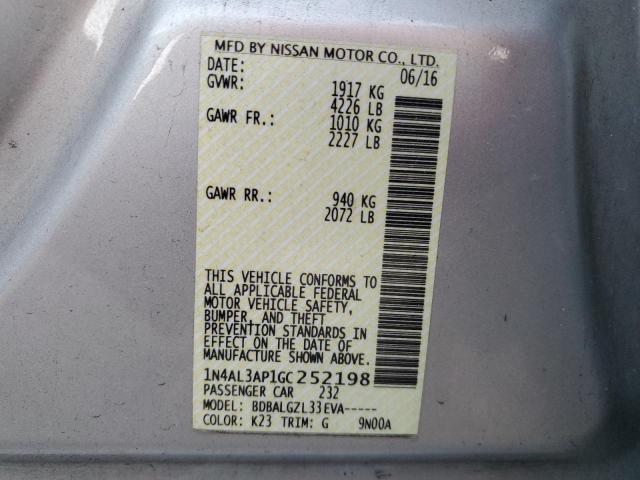 MFD BY NISSAN MOTOR CO., LTD.
DATE: 06/16
GVWR: 1917 KG
4226 LB
GAWR FR.: 1010 KG
2227 LB
GAWR RR.: 940 KG
2072 LB
THIS VEHICLE CONFORMS TO
ALL APPLICABLE FEDERAL
MOTOR VEHICLE SAFETY,
BUMPER, AND THEFT
PREVENTION STANDARDS IN
EFFECT ON THE DATE OF
MANUFACTURE SHOWN ABOVE.
1N4AL3AP1GC252198
PASSENGER CAR 232
MODEL: BDBALGZL33EVA-----
COLOR: K23 TRIM: G 9N00A